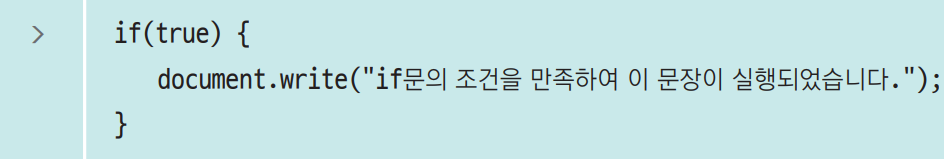 if(true) {
document.write("if문의 조건을 만족하여 이 문장이 실행되었습니다.");
}